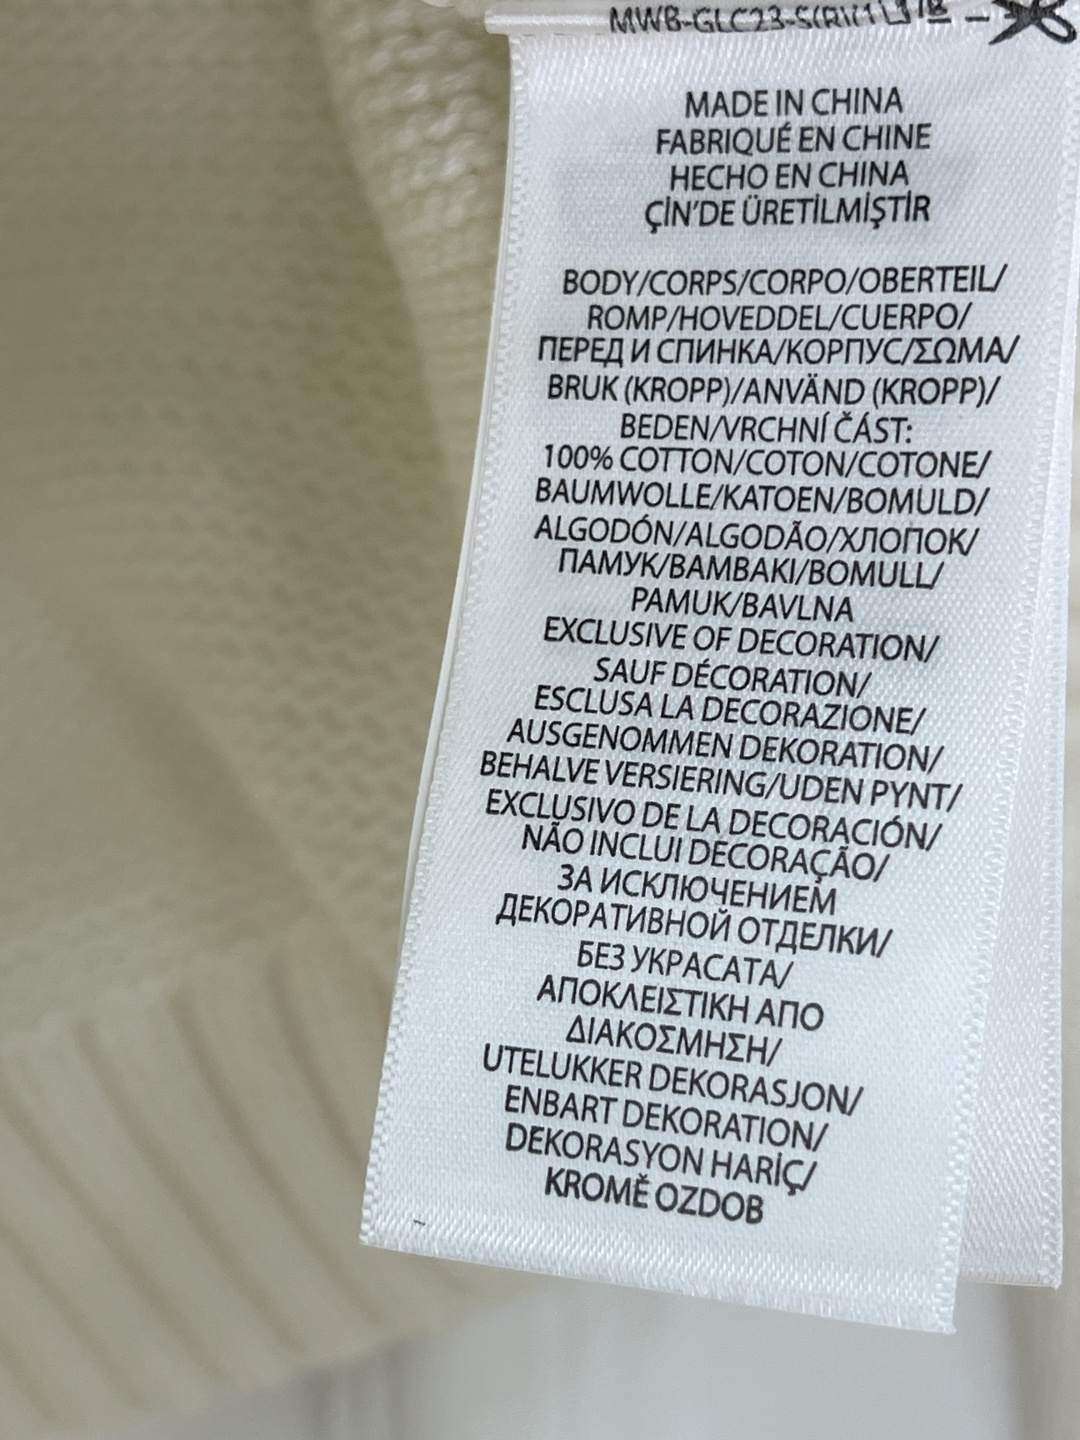 MADE IN CHINA
FABRIQUÉ EN CHINE
HECHO EN CHINA
ÇİN'DE ÜRETİLMİŞTİR
BODY/CORPS/CORPO/OBERTEIL/
ROMP/HOVEDDEL/CUERPO/
ПЕРЕД И СПИНКА/КОРПУС/ΣΩΜΑ/
BRUK (KROPP)/ANVÄND (KROPP)/
BEDEN/VRCHNÍ ČÁST:
100% COTTON/COTON/COTONE/
BAUMWOLLE/KATOEN/BOMULD/
ALGODÓN/ALGODÃO/ХЛОПОК/
ПАМУК/BAMBAKI/BOMULL/
PAMUK/BAVLNA
EXCLUSIVE OF DECORATION/
SAUF DÉCORATION/
ESCLUSA LA DECORAZIONE/
AUSGENOMMEN DEKORATION/
BEHALVE VERSIERING/UDEN PYNT/
EXCLUSIVO DE LA DECORACIÓN/
NÃO INCLUI DECORAÇÃO/
ЗА ИСКЛЮЧЕНИЕМ
ДЕКОРАТИВНОЙ ОТДЕЛКИ/
БЕЗ УКРАСАТА/
ΑΠΟΚΛΕΙΣΤΙΚΗ ΑΠΟ
ΔΙΑΚΟΣΜΗΣΗ/
UTELUKKER DEKORASJON/
ENBART DEKORATION/
DEKORASYON HARİÇ/
KROMĚ OZDOB